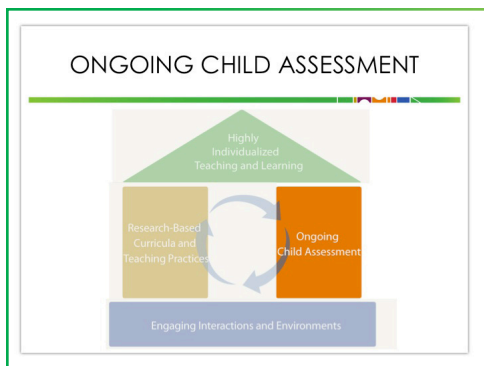 ONGOING CHILD ASSESSMENT
Highly
Individualized
Teaching and Learning
Research-Based
Curricula and
Teaching Practices
Ongoing
Child Assessment
Engaging Interactions and Environments